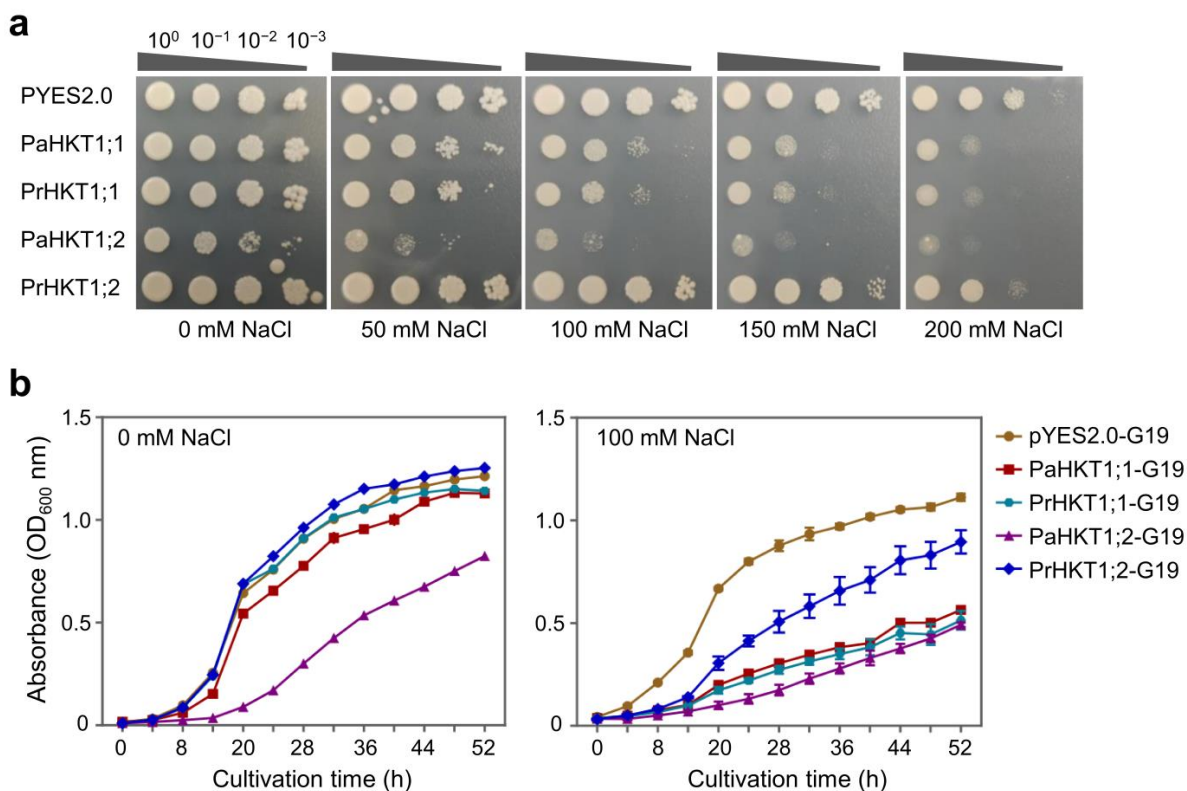 a
10⁰ 10⁻¹ 10⁻² 10⁻³
PYES2.0
PaHKT1;1
PrHKT1;1
PaHKT1;2
PrHKT1;2
0 mM NaCl 50 mM NaCl 100 mM NaCl 150 mM NaCl 200 mM NaCl
b
Absorbance (OD₆₀₀ nm)
1.5
1.0
0.5
0
0 mM NaCl
0 8 20 28 36 44 52
Cultivation time (h)
1.5
1.0
0.5
0
100 mM NaCl
0 8 20 28 36 44 52
Cultivation time (h)
pYES2.0-G19
PaHKT1;1-G19
PrHKT1;1-G19
PaHKT1;2-G19
PrHKT1;2-G19